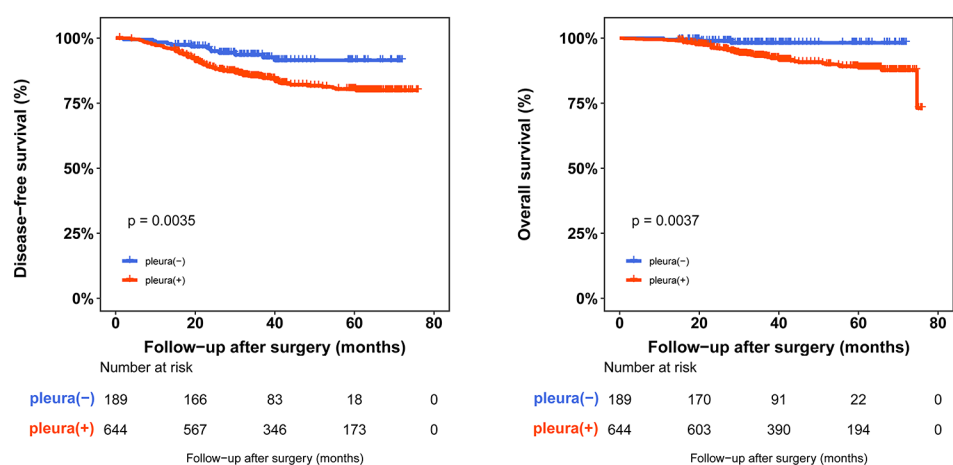 100%
75%
50%
25%
0%
Disease−free survival (%)
p = 0.0035
pleura(−)
pleura(+)
0 20 40 60 80
Follow−up after surgery (months)
Number at risk
pleura(−) 189 166 83 18 0
pleura(+) 644 567 346 173 0
Follow−up after surgery (months)
100%
75%
50%
25%
0%
Overall survival (%)
p = 0.0037
pleura(−)
pleura(+)
0 20 40 60 80
Follow−up after surgery (months)
Number at risk
pleura(−) 189 170 91 22 0
pleura(+) 644 603 390 194 0
Follow−up after surgery (months)